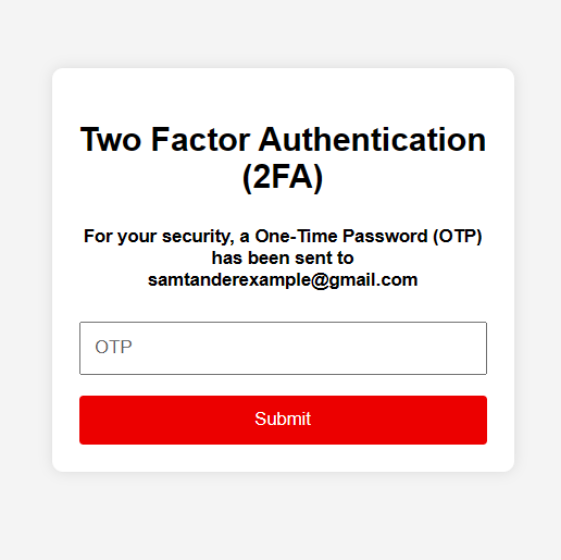 Two Factor Authentication
(2FA)
For your security, a One-Time Password (OTP)
has been sent to
samtanderexample@gmail.com
OTP
Submit